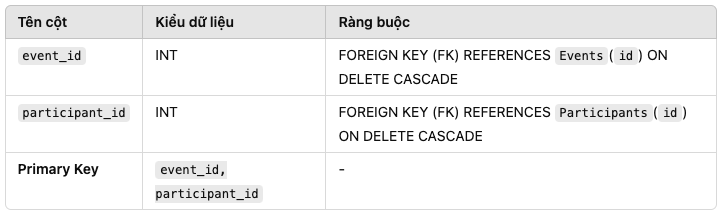 Tên cột Kiểu dữ liệu Ràng buộc
event_id INT FOREIGN KEY (FK) REFERENCES Events ( id ) ON
DELETE CASCADE
participant_id INT FOREIGN KEY (FK) REFERENCES Participants ( id )
ON DELETE CASCADE
Primary Key event_id, -
participant_id